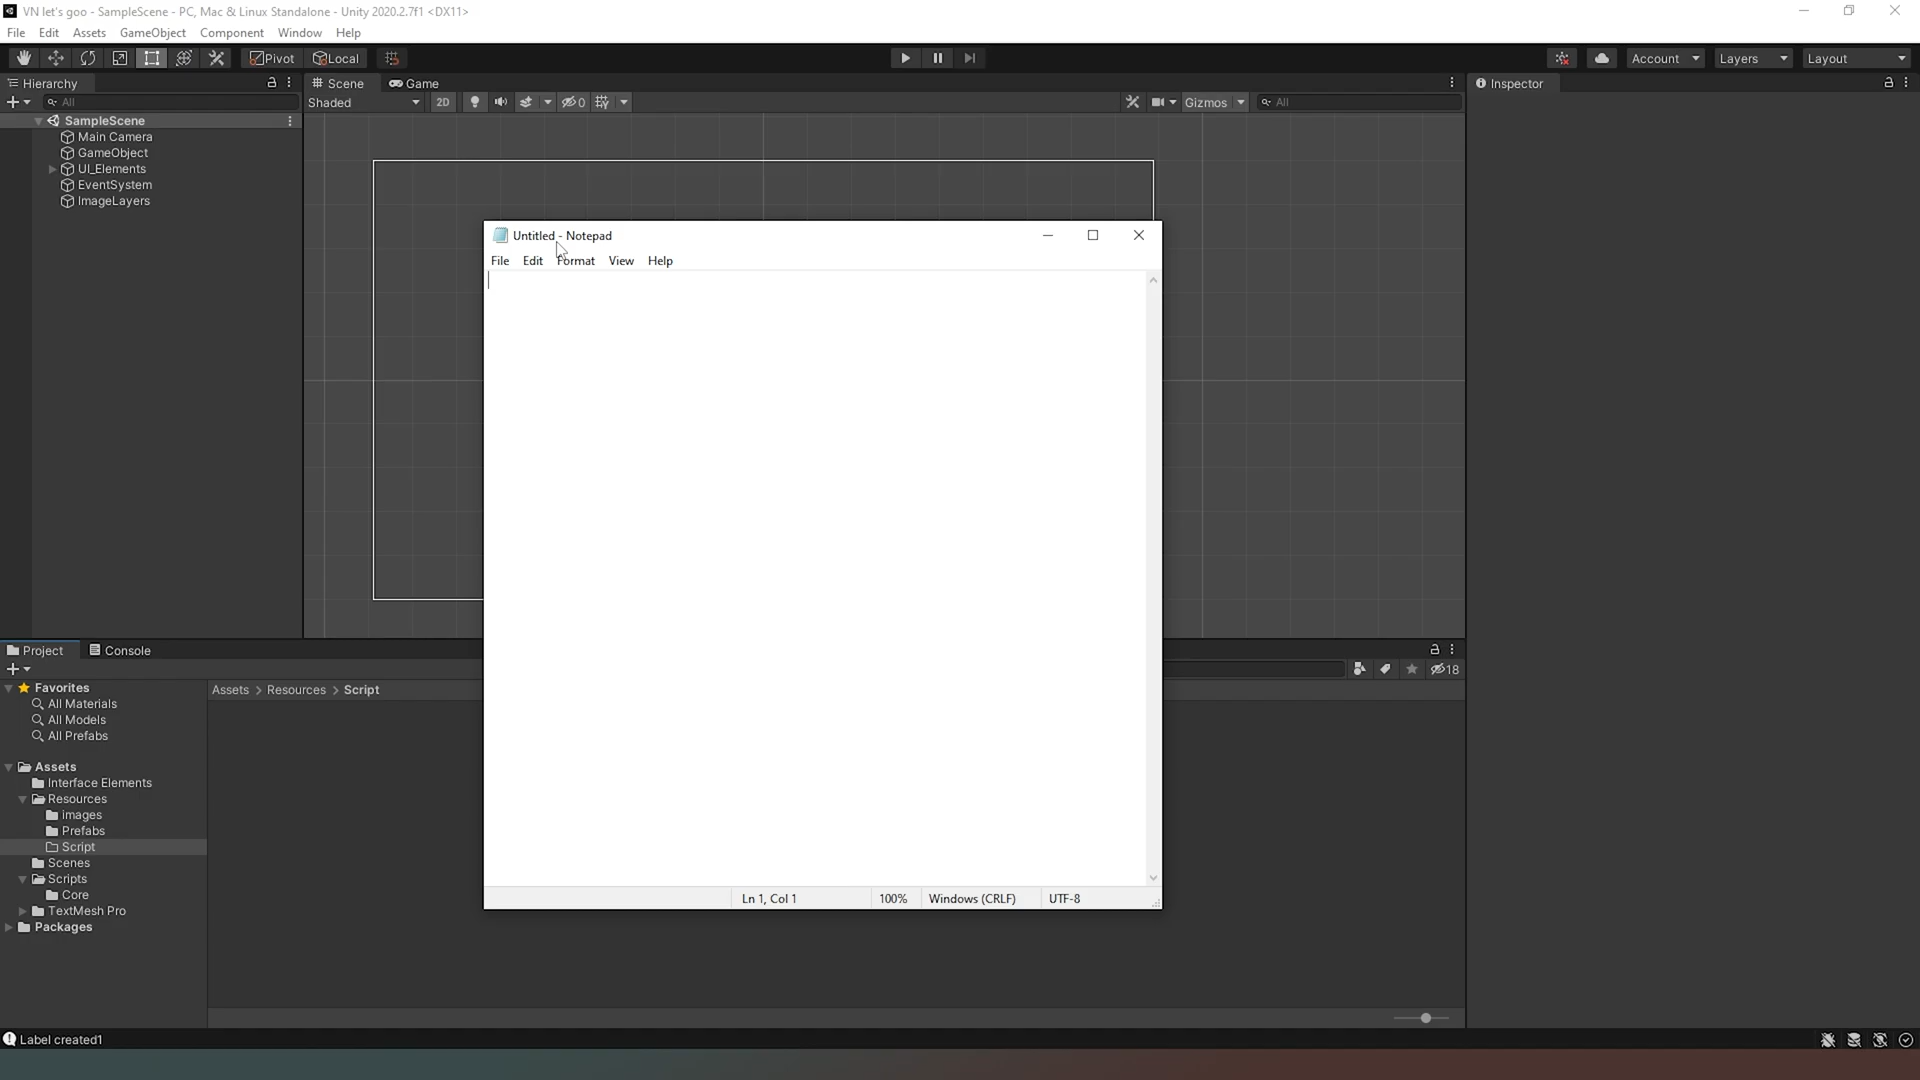 VN let's goo - SampleScene - PC, Mac & Linux Standalone - Unity 2020.2.7f1 <DX11>
File Edit Assets GameObject Component Window Help
Pivot Local Account Layers Layout
Hierarchy
All
SampleScene
Main Camera
GameObject
UI_Elements
EventSystem
ImageLayers
Scene Game
Shaded 2D 0 Gizmos All
Inspector
Untitled - Notepad
File Edit Format View Help
Ln 1, Col 1 100% Windows (CRLF) UTF-8
Project Console
18
Favorites
All Materials
All Models
All Prefabs
Assets
Interface Elements
Resources
images
Prefabs
Script
Scenes
Scripts
Core
TextMesh Pro
Packages
Assets > Resources > Script
Label created1